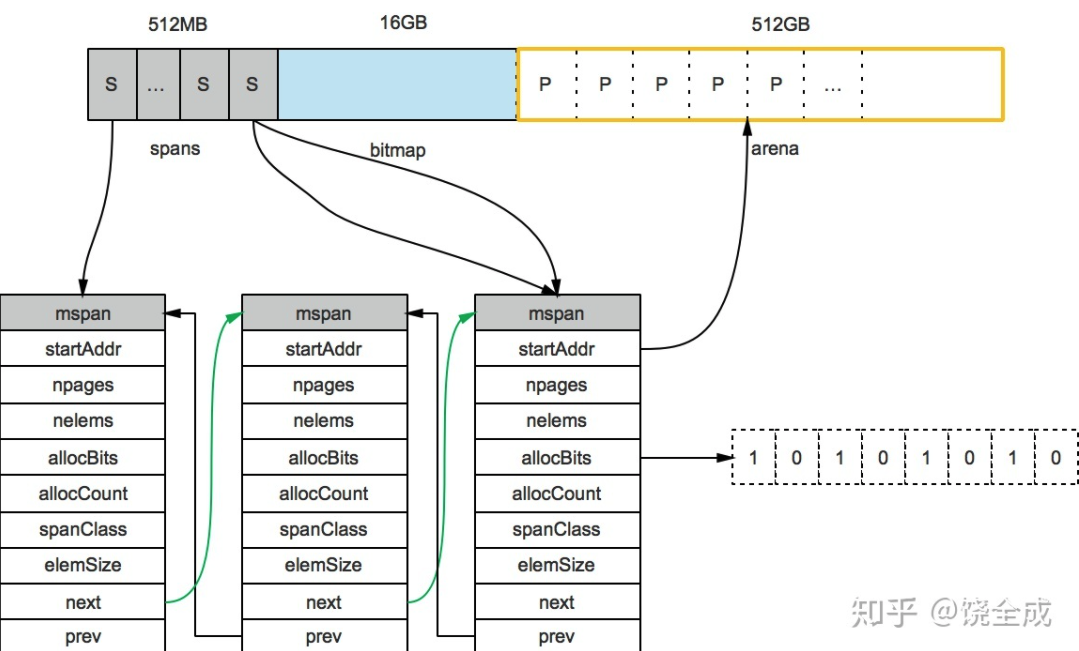 512MB 16GB 512GB
S ... S S P P P P P ...
spans bitmap arena
mspan mspan mspan
startAddr startAddr startAddr
npages npages npages
nelems nelems nelems
allocBits allocBits allocBits 1 0 1 0 1 0 1 0
allocCount allocCount allocCount
spanClass spanClass spanClass
elemSize elemSize elemSize
next next next
prev prev prev
知乎 @饶全成